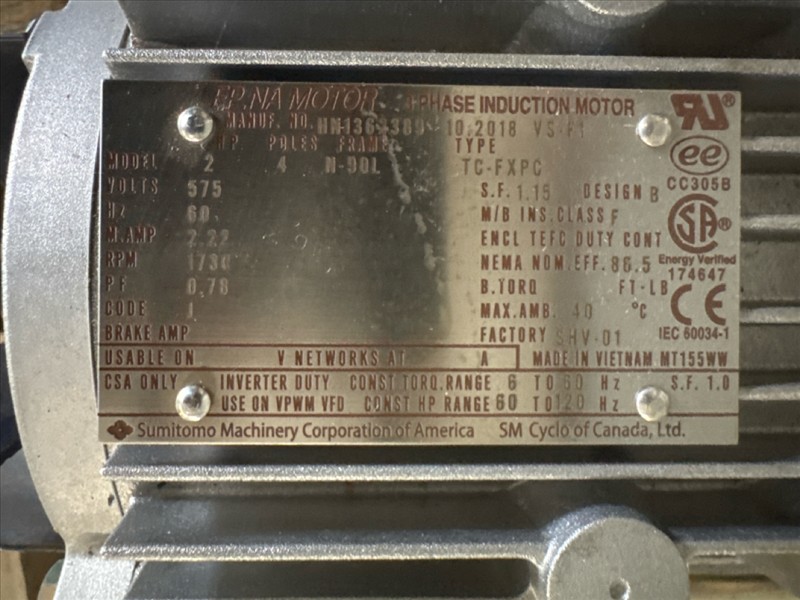 EP.NA MOTOR 3PHASE INDUCTION MOTOR
MANUF. NO. 10.2018 VS-F1
H.P. POLES FRAME TYPE
MODEL 2 4 N-90L TC-FXPC
VOLTS 575 S.F. 1.15 DESIGN B
Hz 60 M/B INS.CLASS F
M.AMP 2.22 ENCL TEFC DUTY CONT
RPM 1730 NEMA NOM.EFF. 86.5
PF 0.78 B.TORQ FT-LB
CODE J MAX.AMB. 40 °C
BRAKE AMP FACTORY SHV-01
USABLE ON V NETWORKS AT A MADE IN VIETNAM MT155WW
CSA ONLY INVERTER DUTY CONST TORQ.RANGE 6 TO 60 Hz S.F. 1.0
USE ON VPWM VFD CONST HP RANGE 60 TO 120 Hz
Sumitomo Machinery Corporation of America SM Cyclo of Canada, Ltd.
RU ®
ee
CC305B
SA ®
Energy Verified
174647
CE
IEC 60034-1